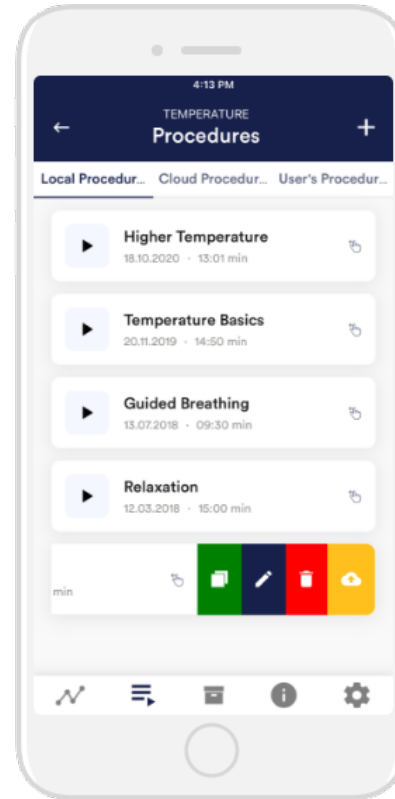 4:13 PM
TEMPERATURE
Procedures
Local Procedur... Cloud Procedur... User's Procedur...
Higher Temperature
18.10.2020 · 13:01 min
Temperature Basics
20.11.2019 · 14:50 min
Guided Breathing
13.07.2018 · 09:30 min
Relaxation
12.03.2018 · 15:00 min
min